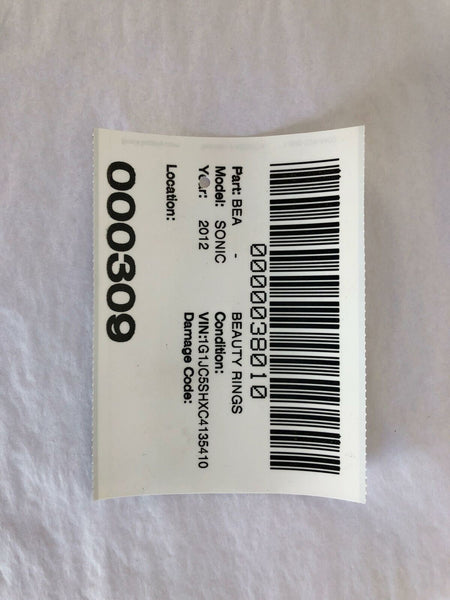 0000038010
Part: BEA - BEAUTY RINGS
Model: SONIC Condition:
Year: 2012 VIN:1G1JC5SHXC4135410
Damage Code:
Location:
000309